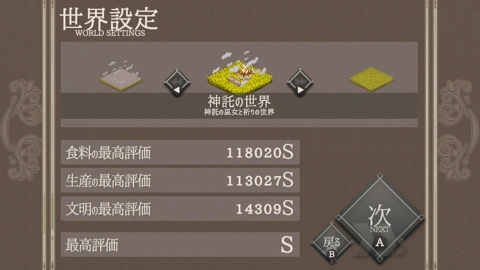 世界設定
WORLD SETTINGS
神託の世界
神託の巫女と祈りの世界
食料の最高評価 118020S
生産の最高評価 113027S
文明の最高評価 14309S
最高評価 S
次
NEXT
A
戻る
B